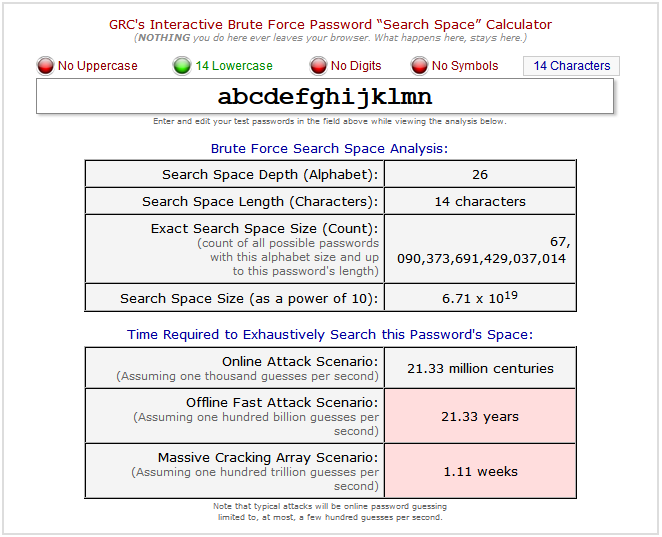 GRC's Interactive Brute Force Password “Search Space” Calculator
(NOTHING you do here ever leaves your browser. What happens here, stays here.)
No Uppercase 14 Lowercase No Digits No Symbols 14 Characters
abcdefghijklmn
Enter and edit your test passwords in the field above while viewing the analysis below.
Brute Force Search Space Analysis:
Search Space Depth (Alphabet): 26
Search Space Length (Characters): 14 characters
Exact Search Space Size (Count):
(count of all possible passwords
with this alphabet size and up
to this password's length)
67,
090,373,691,429,037,014
Search Space Size (as a power of 10): 6.71 x 10^19
Time Required to Exhaustively Search this Password's Space:
Online Attack Scenario:
(Assuming one thousand guesses per second)
21.33 million centuries
Offline Fast Attack Scenario:
(Assuming one hundred billion guesses per
second)
21.33 years
Massive Cracking Array Scenario:
(Assuming one hundred trillion guesses per
second)
1.11 weeks
Note that typical attacks will be online password guessing
limited to, at most, a few hundred guesses per second.